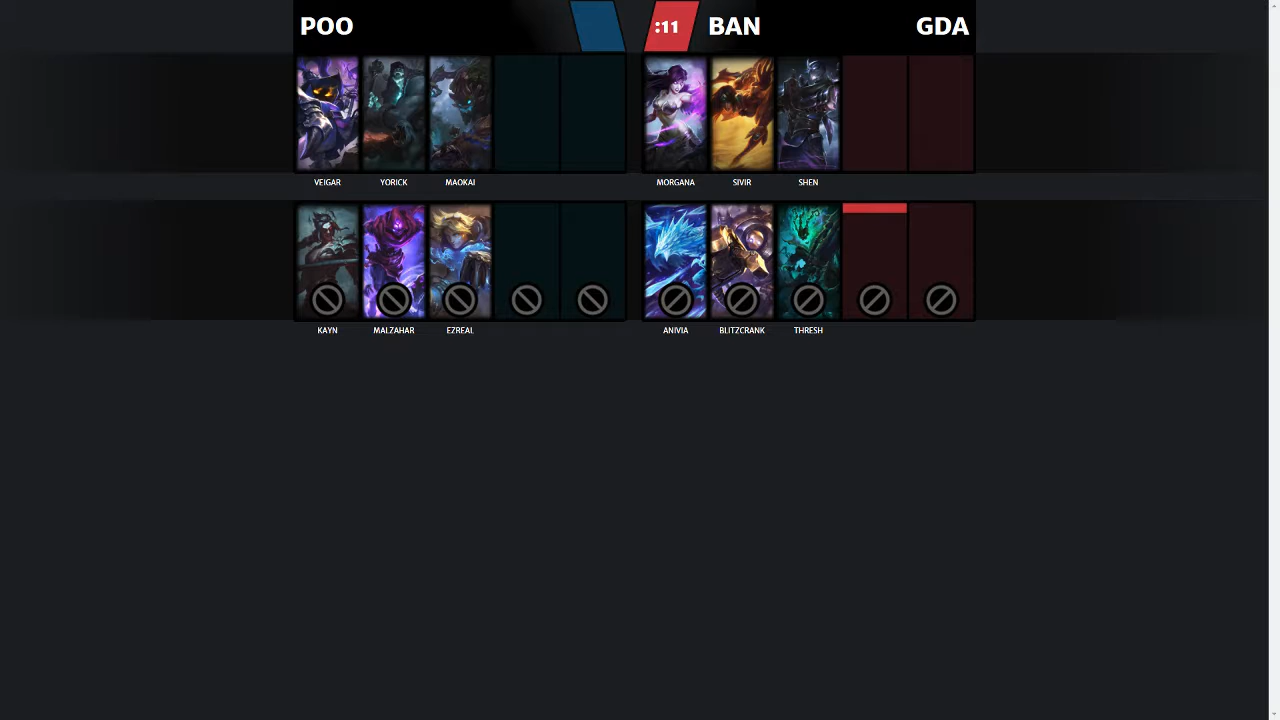 POO
:11 BAN GDA
VEIGAR YORICK MAOKAI MORGANA SIVIR SHEN
KAYN MALZAHAR EZREAL ANIVIA BLITZCRANK THRESH